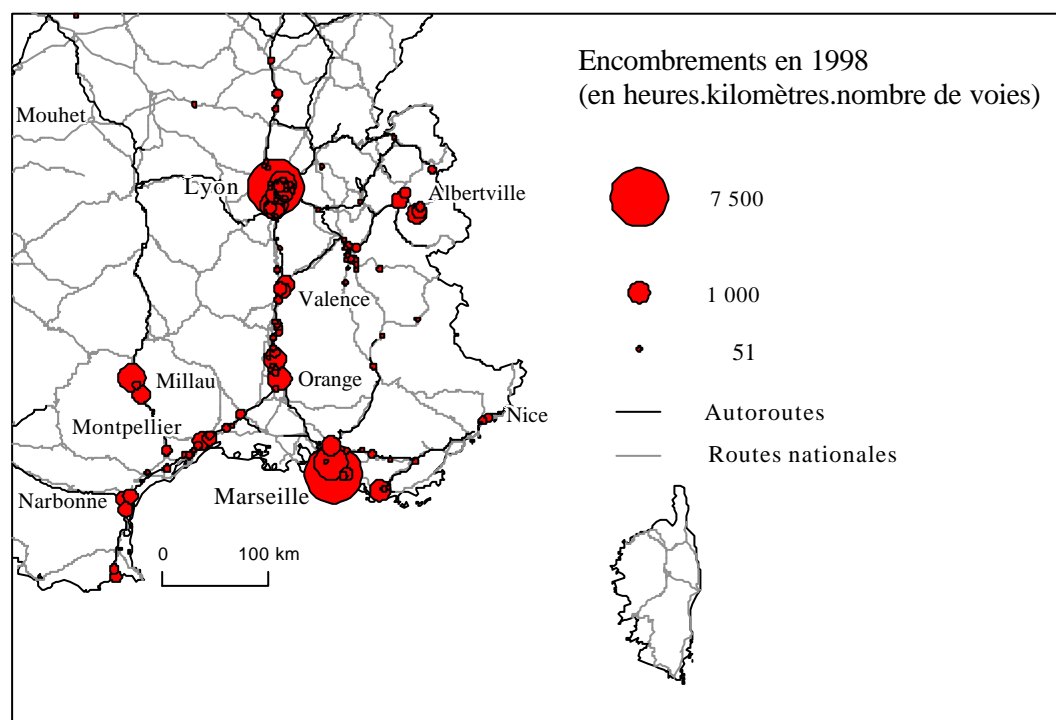 Encombrements en 1998
(en heures.kilomètres.nombre de voies)
7 500
1 000
51
Autoroutes
Routes nationales
Mouhet
Lyon
Albertville
Valence
Millau
Orange
Montpellier
Nice
Marseille
Narbonne
0 100 km